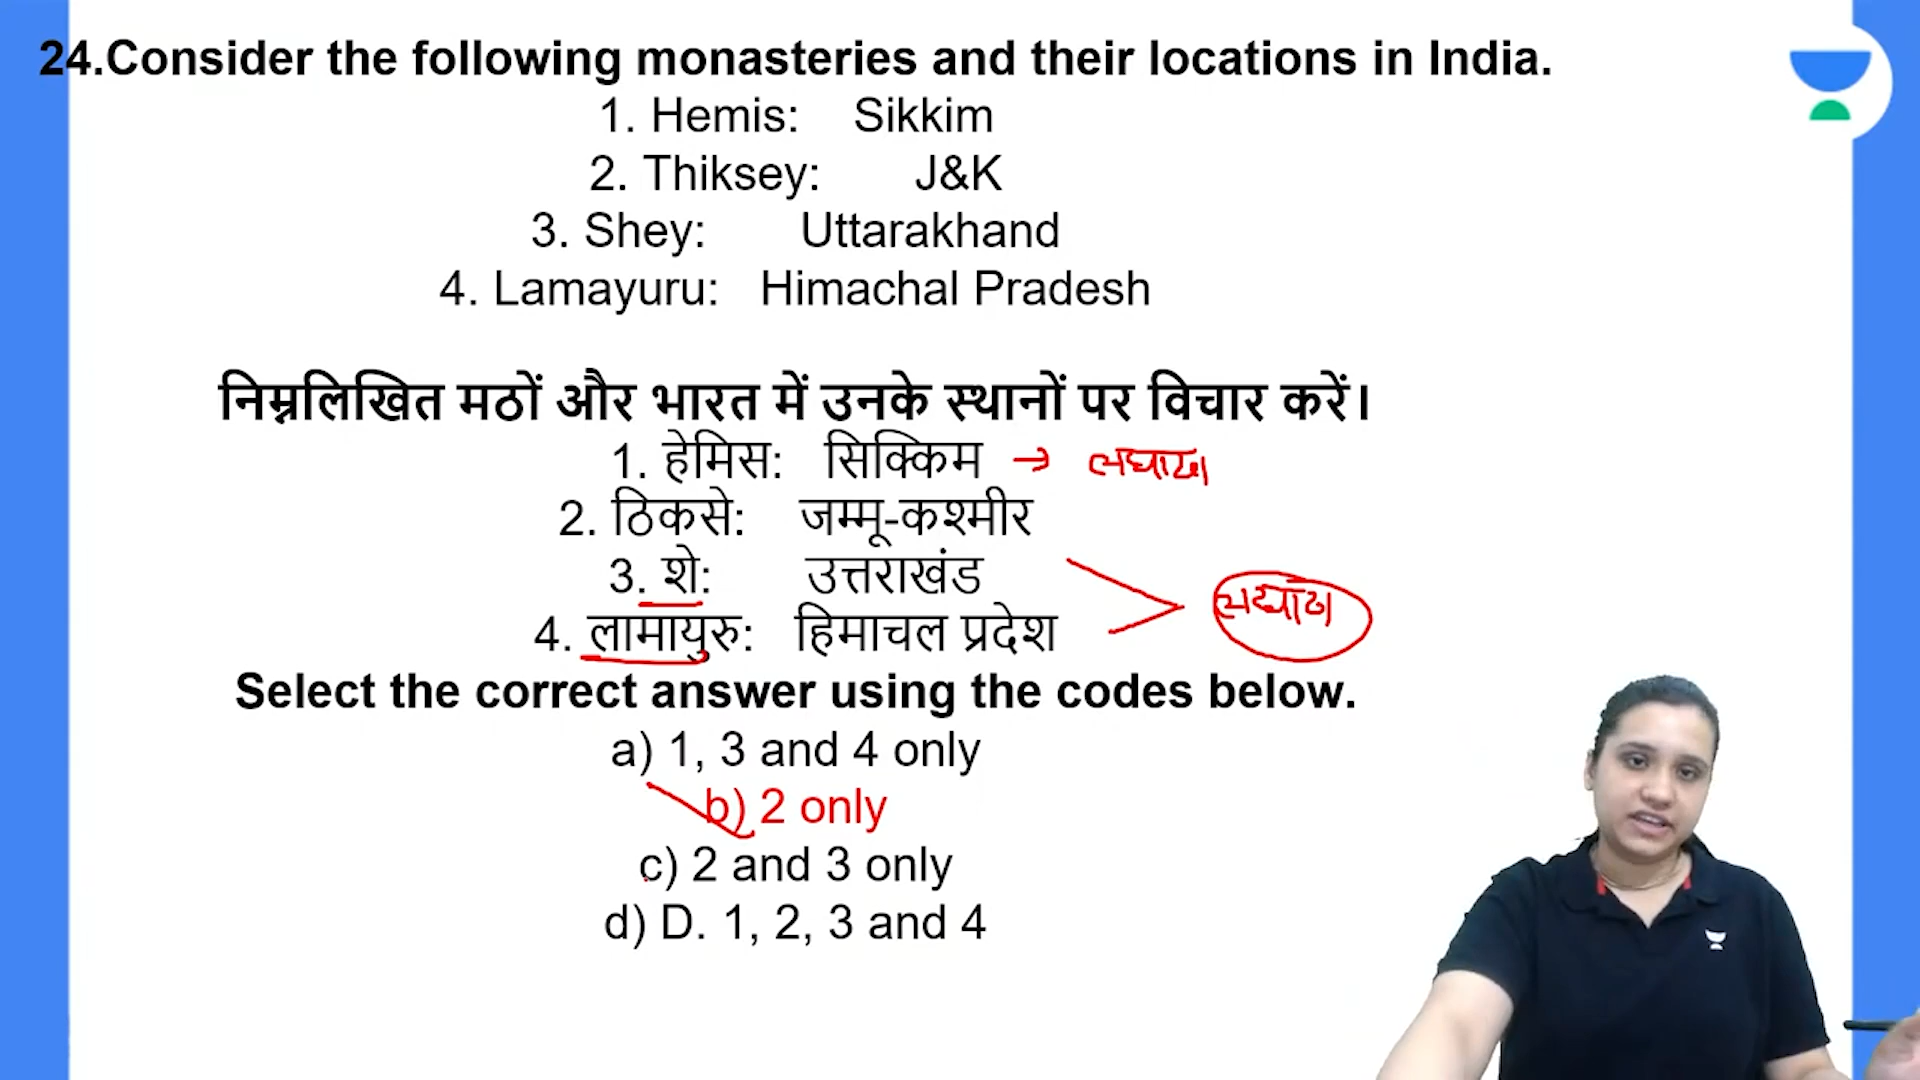 24.Consider the following monasteries and their locations in India.
1. Hemis: Sikkim
2. Thiksey: J&K
3. Shey: Uttarakhand
4. Lamayuru: Himachal Pradesh
निम्नलिखित मठों और भारत में उनके स्थानों पर विचार करें।
1. हेमिस: सिक्किम →
2. ठिकसे: जम्मू-कश्मीर
3. शे: उत्तराखंड
4. लामायुरु: हिमाचल प्रदेश
Select the correct answer using the codes below.
a) 1, 3 and 4 only
b) 2 only
c) 2 and 3 only
d) D. 1, 2, 3 and 4